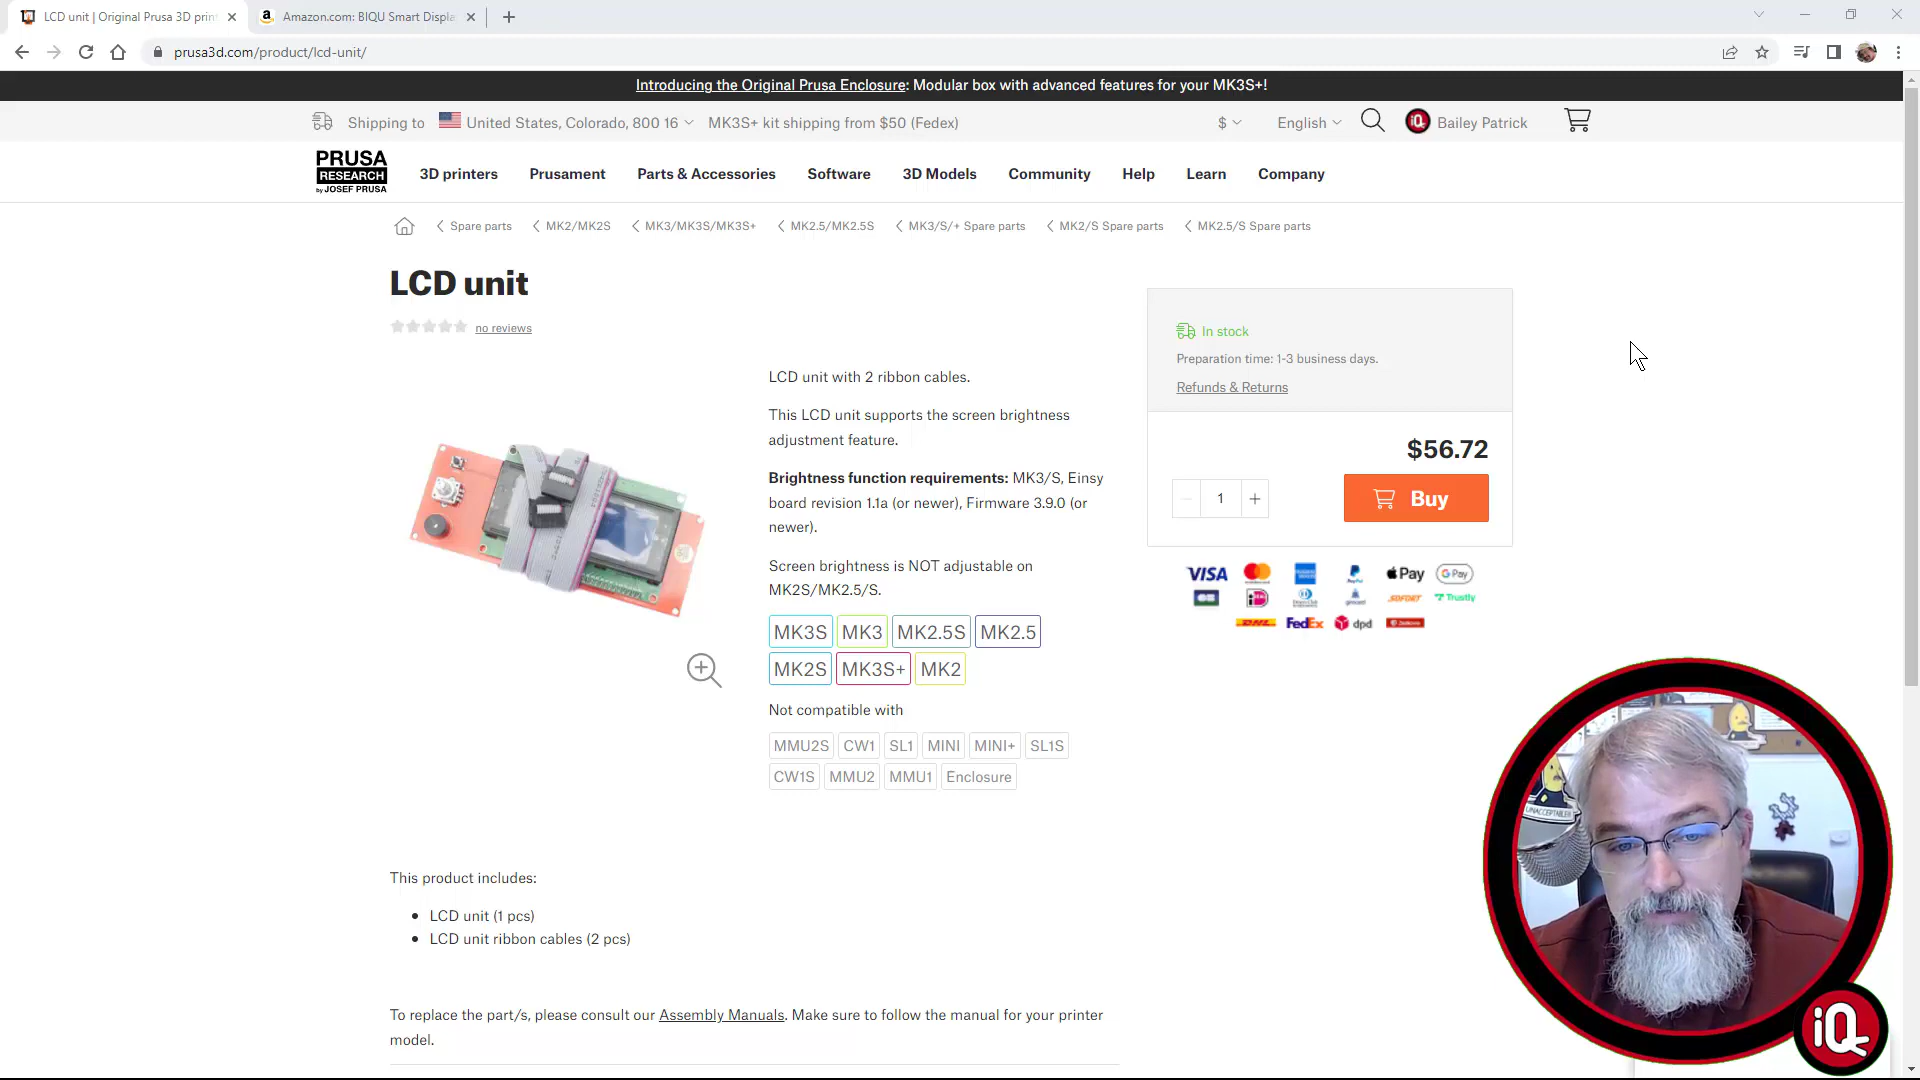 LCD unit | Original Prusa 3D prin
Amazon.com: BIQU Smart Displa
prusa3d.com/product/lcd-unit/
Introducing the Original Prusa Enclosure: Modular box with advanced features for your MK3S+!
Shipping to United States, Colorado, 800 16 MK3S+ kit shipping from $50 (Fedex) $ English iQ Bailey Patrick
PRUSA
RESEARCH
by JOSEF PRUSA
3D printers Prusament Parts & Accessories Software 3D Models Community Help Learn Company
Spare parts MK2/MK2S MK3/MK3S/MK3S+ MK2.5/MK2.5S MK3/S/+ Spare parts MK2/S Spare parts MK2.5/S Spare parts
LCD unit
no reviews
LCD unit with 2 ribbon cables.
This LCD unit supports the screen brightness
adjustment feature.
Brightness function requirements: MK3/S, Einsy
board revision 1.1a (or newer), Firmware 3.9.0 (or
newer).
Screen brightness is NOT adjustable on
MK2S/MK2.5/S.
MK3S MK3 MK2.5S MK2.5
MK2S MK3S+ MK2
Not compatible with
MMU2S CW1 SL1 MINI MINI+ SL1S
CW1S MMU2 MMU1 Enclosure
In stock
Preparation time: 1-3 business days.
Refunds & Returns
$56.72
1
Buy
VISA Pay G Pay
iD SOFORT Trustly
DHL FedEx dpd
This product includes:
LCD unit (1 pcs)
LCD unit ribbon cables (2 pcs)
To replace the part/s, please consult our Assembly Manuals. Make sure to follow the manual for your printer
model.
UNACCEPTABLE
iQ